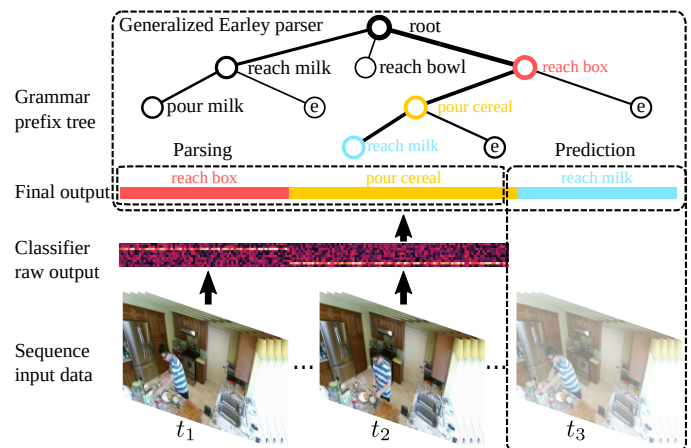 Generalized Earley parser
root
reach milk
reach bowl
reach box
Grammar
prefix tree
pour milk
e
pour cereal
e
reach milk
e
Parsing
Prediction
Final output
reach box
pour cereal
reach milk
Classifier
raw output
Sequence
input data
...
...
t1
t2
t3